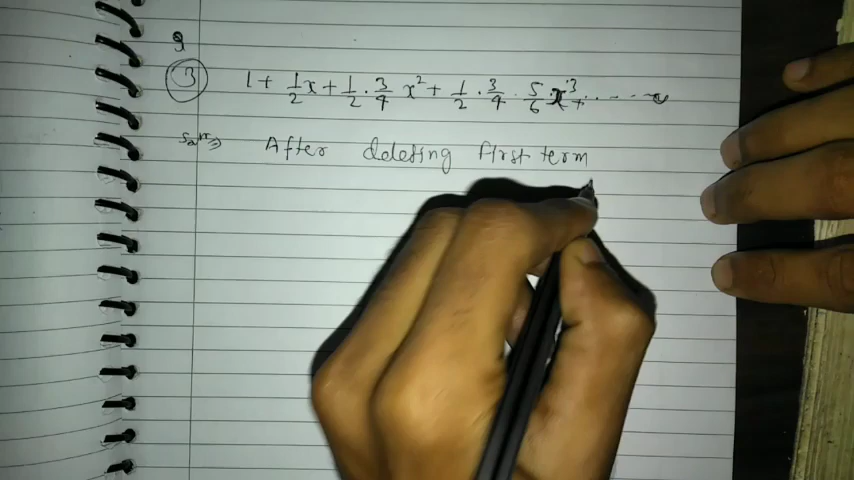 9
3 1 + 1/2 x + 1/2 . 3/4 x² + 1/2 . 3/4 . 5/6 x³ + . . . . . ∞
Solⁿ⇒ After deleting first term